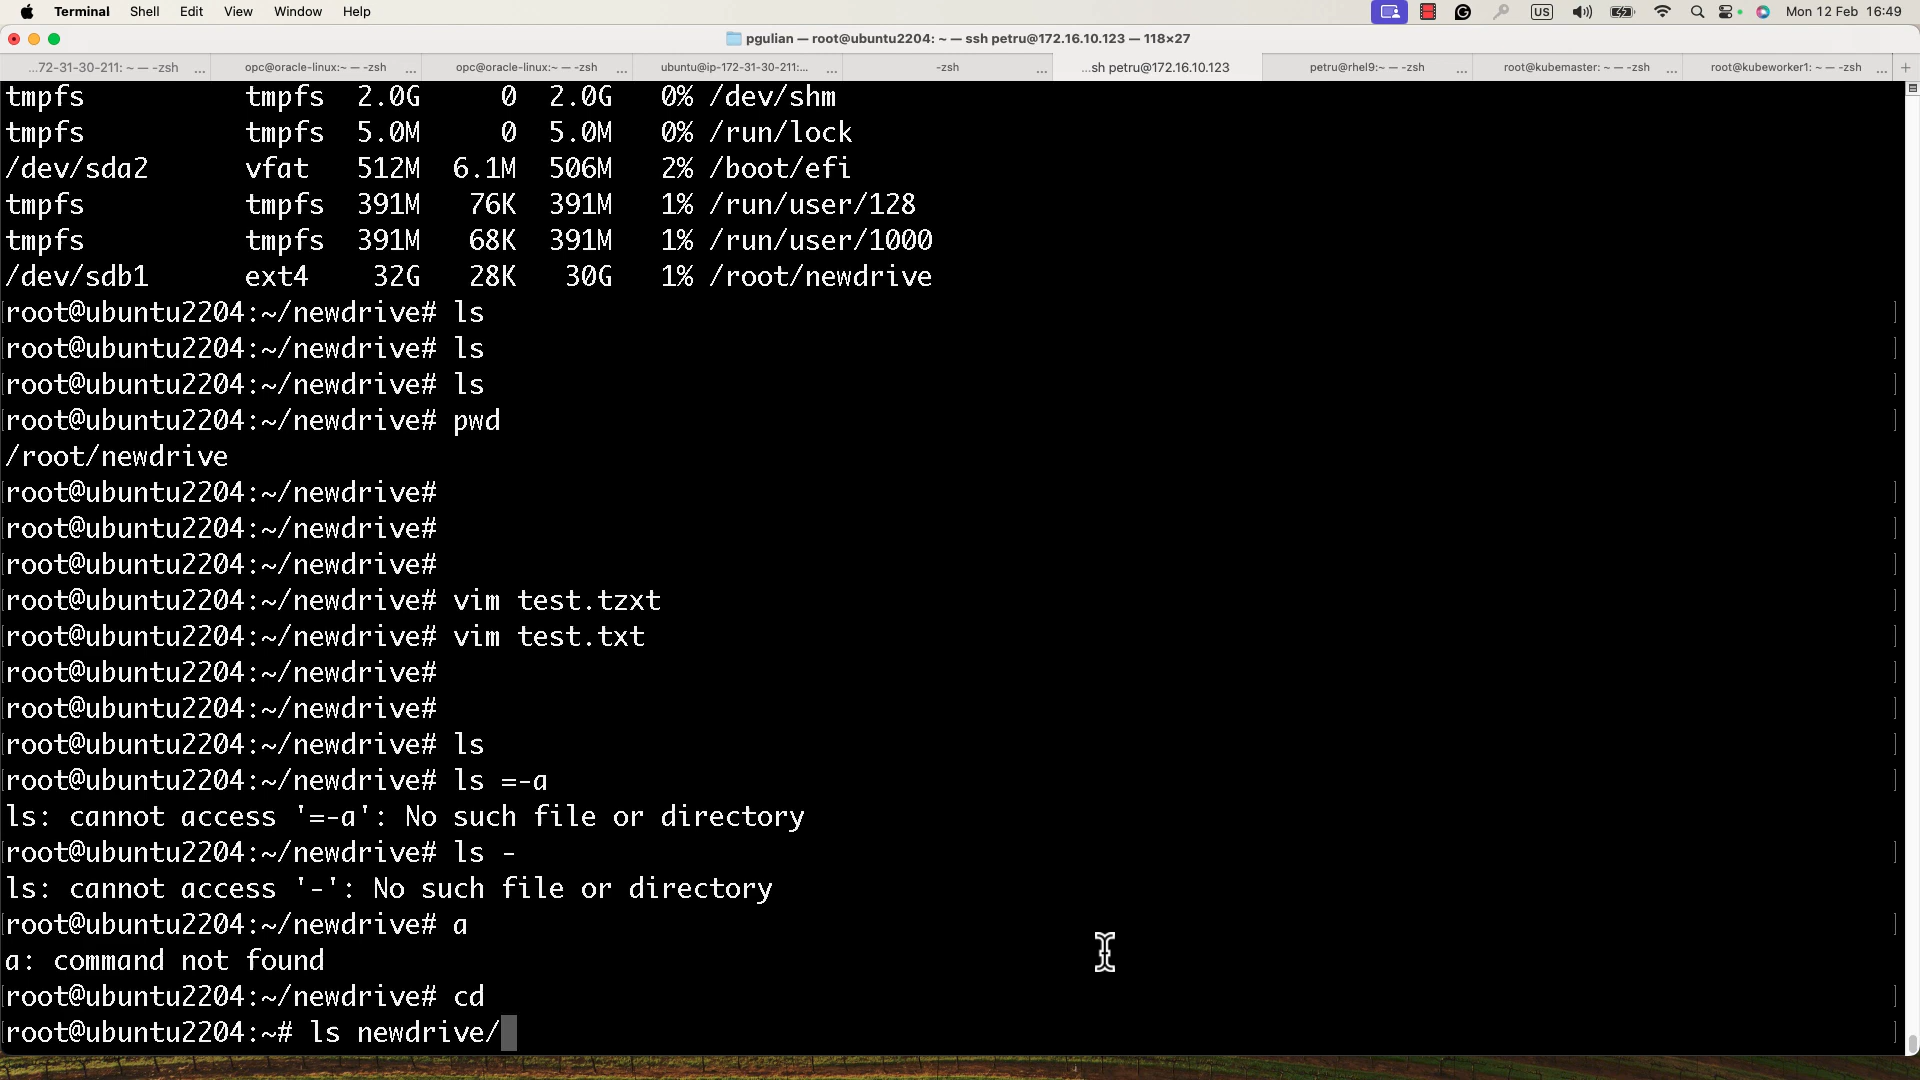 Terminal Shell Edit View Window Help US Mon 12 Feb 16:49
pgulian — root@ubuntu2204: ~ — ssh petru@172.16.10.123 — 118×27
...72-31-30-211: ~ — -zsh ... opc@oracle-linux:~ — -zsh ... opc@oracle-linux:~ — -zsh ... ubuntu@ip-172-31-30-211:... ... -zsh ... ...sh petru@172.16.10.123 petru@rhel9:~ — -zsh ... root@kubemaster: ~ — -zsh ... root@kubeworker1: ~ — -zsh ... +
tmpfs tmpfs 2.0G 0 2.0G 0% /dev/shm
tmpfs tmpfs 5.0M 0 5.0M 0% /run/lock
/dev/sda2 vfat 512M 6.1M 506M 2% /boot/efi
tmpfs tmpfs 391M 76K 391M 1% /run/user/128
tmpfs tmpfs 391M 68K 391M 1% /run/user/1000
/dev/sdb1 ext4 32G 28K 30G 1% /root/newdrive
root@ubuntu2204:~/newdrive# ls
root@ubuntu2204:~/newdrive# ls
root@ubuntu2204:~/newdrive# ls
root@ubuntu2204:~/newdrive# pwd
/root/newdrive
root@ubuntu2204:~/newdrive#
root@ubuntu2204:~/newdrive#
root@ubuntu2204:~/newdrive#
root@ubuntu2204:~/newdrive# vim test.tzxt
root@ubuntu2204:~/newdrive# vim test.txt
root@ubuntu2204:~/newdrive#
root@ubuntu2204:~/newdrive#
root@ubuntu2204:~/newdrive# ls
root@ubuntu2204:~/newdrive# ls =-a
ls: cannot access '=-a': No such file or directory
root@ubuntu2204:~/newdrive# ls -
ls: cannot access '-': No such file or directory
root@ubuntu2204:~/newdrive# a
a: command not found
root@ubuntu2204:~/newdrive# cd
root@ubuntu2204:~# ls newdrive/